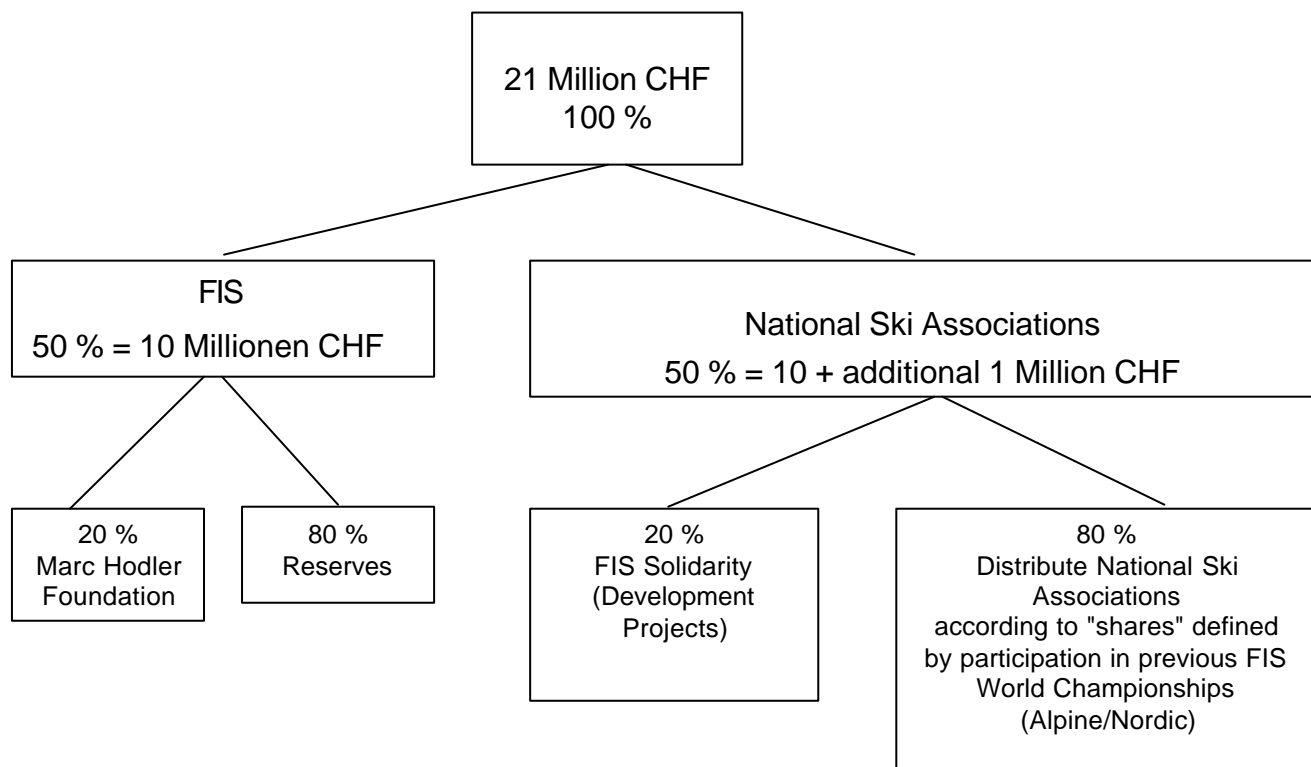 21 Million CHF
100 %
FIS
50 % = 10 Millionen CHF
National Ski Associations
50 % = 10 + additional 1 Million CHF
20 %
Marc Hodler
Foundation
80 %
Reserves
20 %
FIS Solidarity
(Development
Projects)
80 %
Distribute National Ski
Associations
according to "shares" defined
by participation in previous FIS
World Championships
(Alpine/Nordic)